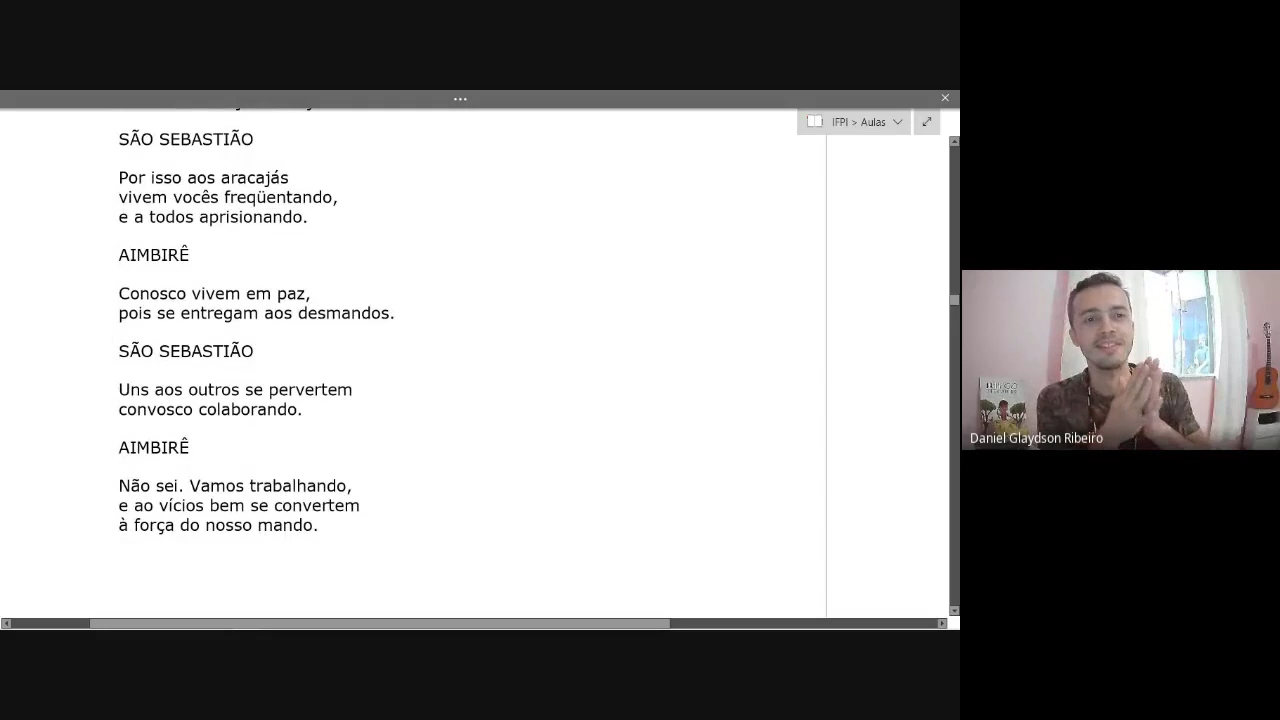 IFPI > Aulas
SÃO SEBASTIÃO
Por isso aos aracajás
vivem vocês freqüentando,
e a todos aprisionando.
AIMBIRÊ
Conosco vivem em paz,
pois se entregam aos desmandos.
SÃO SEBASTIÃO
Uns aos outros se pervertem
convosco colaborando.
AIMBIRÊ
Não sei. Vamos trabalhando,
e ao vícios bem se convertem
à força do nosso mando.
Daniel Glaydson Ribeiro